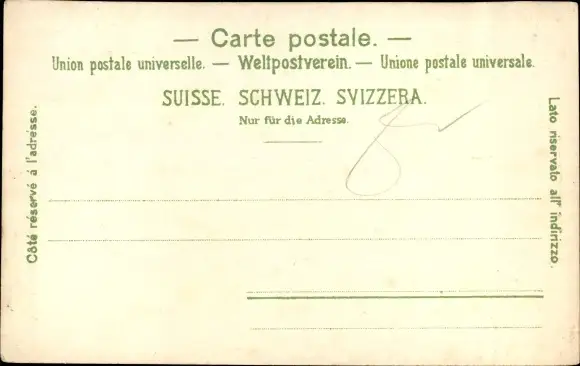 — Carte postale. —
Union postale universelle. — Weltpostverein. — Unione postale universale.
SUISSE. SCHWEIZ. SVIZZERA.
Nur für die Adresse.
Côté réservé à l'adresse.
Lato riservato all' indirizzo.